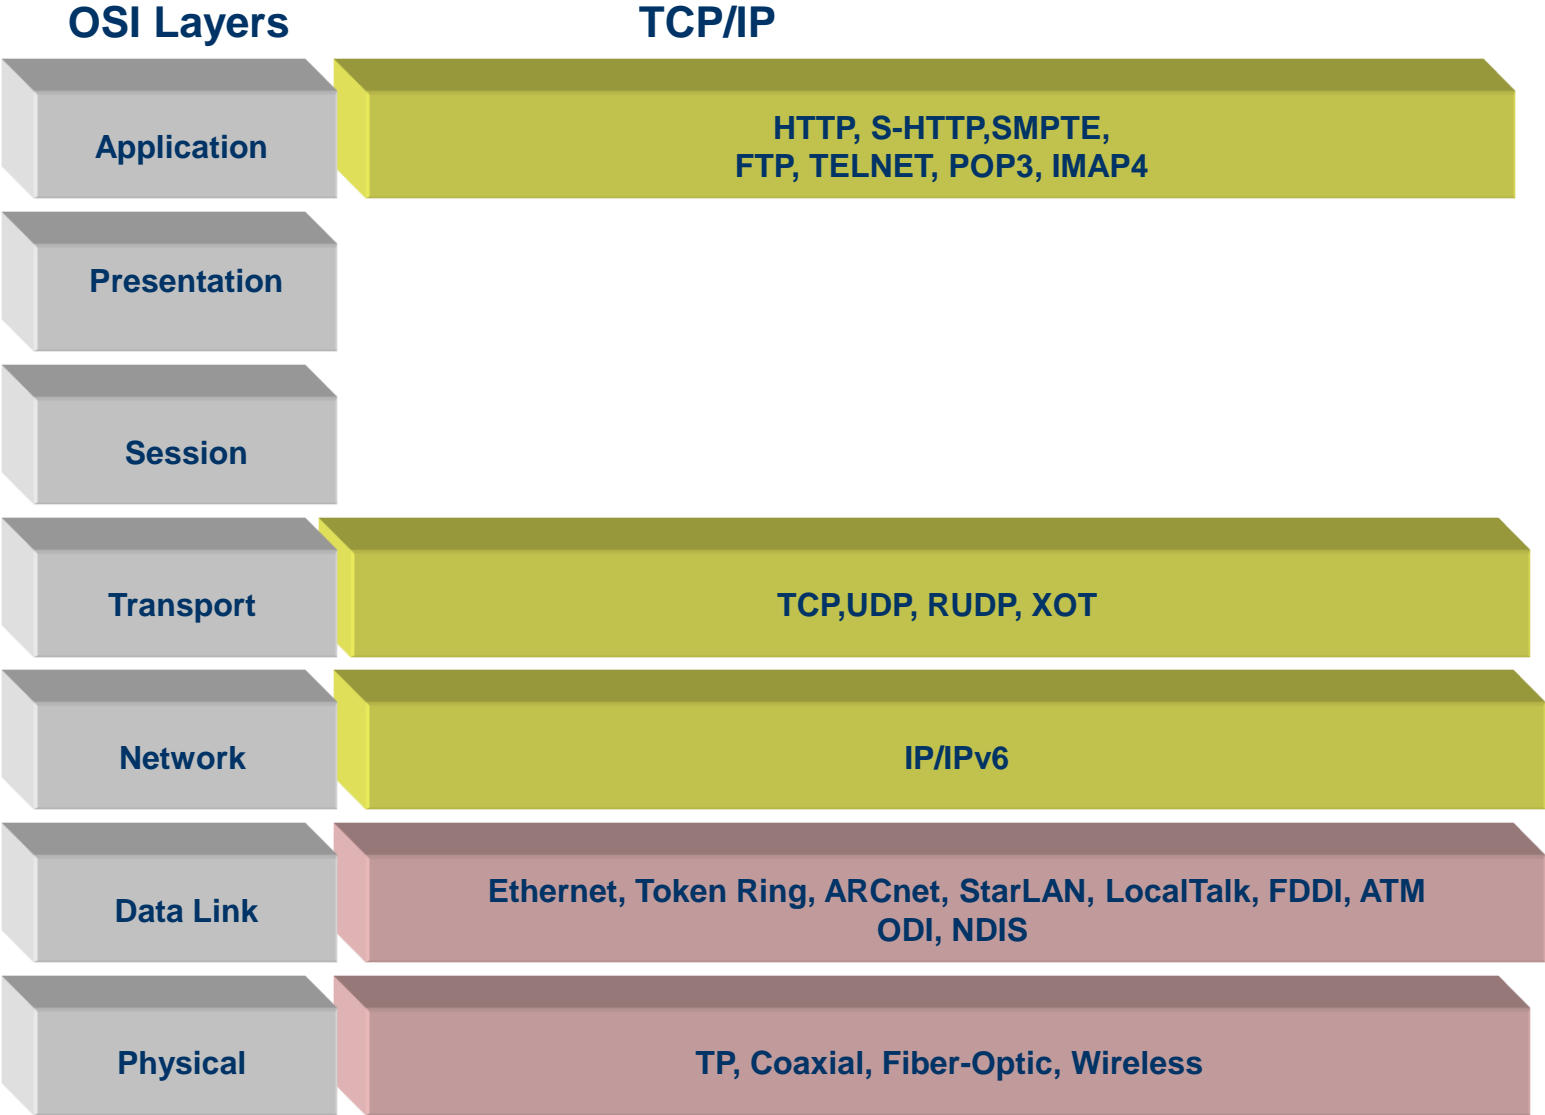 OSI Layers
TCP/IP
Application
HTTP, S-HTTP,SMPTE,
FTP, TELNET, POP3, IMAP4
Presentation
Session
Transport
TCP,UDP, RUDP, XOT
Network
IP/IPv6
Data Link
Ethernet, Token Ring, ARCnet, StarLAN, LocalTalk, FDDI, ATM
ODI, NDIS
Physical
TP, Coaxial, Fiber-Optic, Wireless